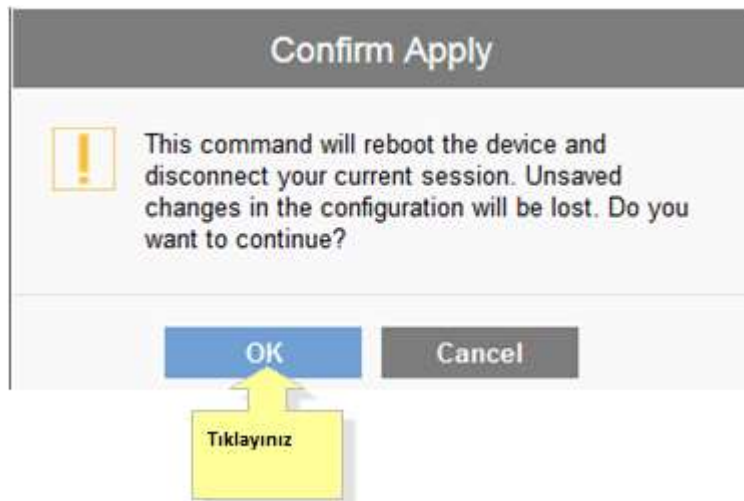 Confirm Apply
This command will reboot the device and
disconnect your current session. Unsaved
changes in the configuration will be lost. Do you
want to continue?
OK
Cancel
Tıklayınız